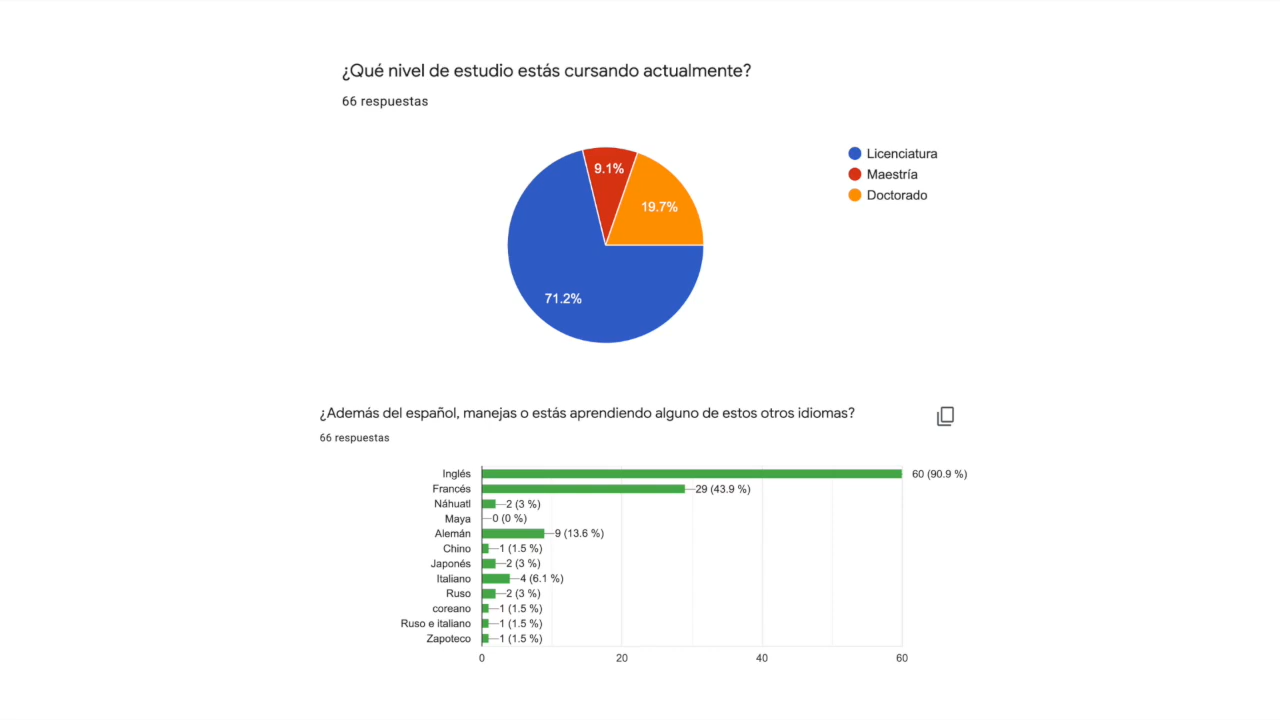 ¿Qué nivel de estudio estás cursando actualmente?
66 respuestas
9.1%
19.7%
71.2%
Licenciatura
Maestría
Doctorado
¿Además del español, manejas o estás aprendiendo alguno de estos otros idiomas?
66 respuestas
Inglés 60 (90.9 %)
Francés 29 (43.9 %)
Náhuatl 2 (3 %)
Maya 0 (0 %)
Alemán 9 (13.6 %)
Chino 1 (1.5 %)
Japonés 2 (3 %)
Italiano 4 (6.1 %)
Ruso 2 (3 %)
coreano 1 (1.5 %)
Ruso e italiano 1 (1.5 %)
Zapoteco 1 (1.5 %)
0 20 40 60